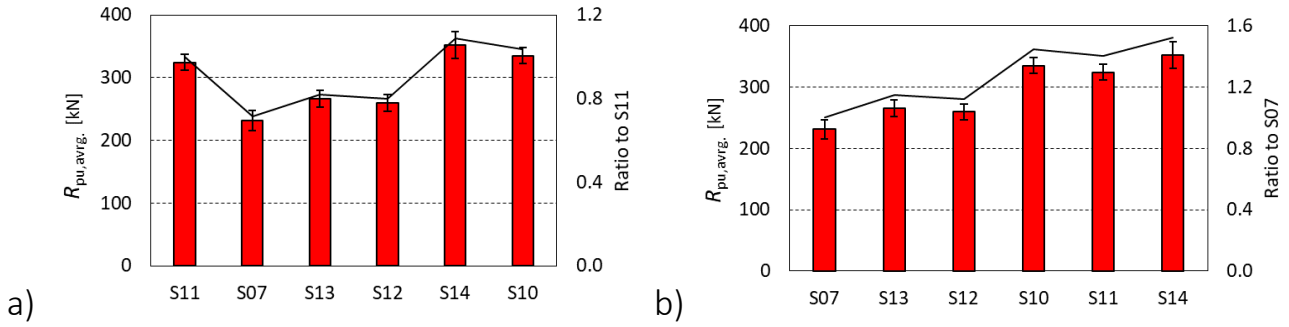 400
300
200
100
0
R pu,avrg. [kN]
1.2
0.8
0.4
0.0
Ratio to S11
S11 S07 S13 S12 S14 S10
a)
400
300
200
100
0
R pu,avrg. [kN]
1.6
1.2
0.8
0.4
0.0
Ratio to S07
S07 S13 S12 S10 S11 S14
b)